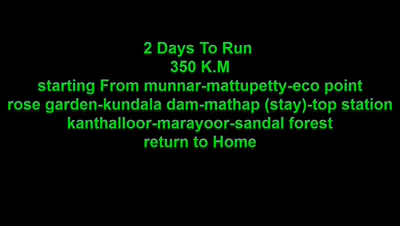 2 Days To Run
350 K.M
starting From munnar-mattupetty-eco point
rose garden-kundala dam-mathap (stay)-top station
kanthalloor-marayoor-sandal forest
return to Home